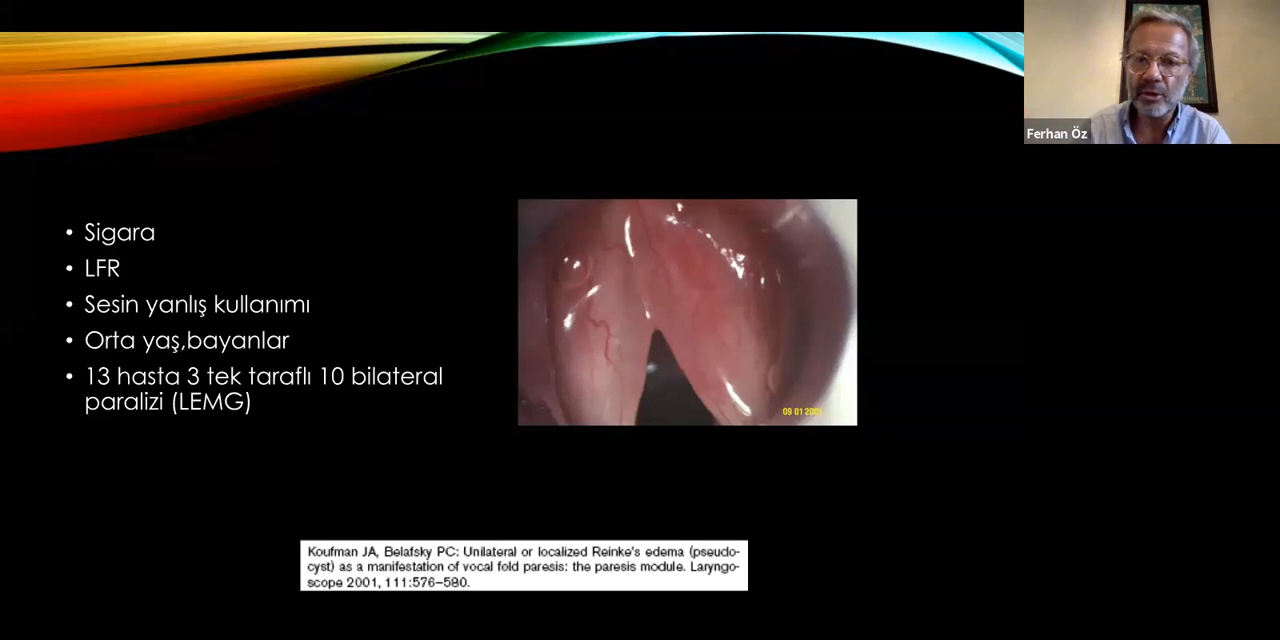 Ferhan Öz
• Sigara
• LFR
• Sesin yanlış kullanımı
• Orta yaş,bayanlar
• 13 hasta 3 tek taraflı 10 bilateral
paralizi (LEMG)
09 01 2001
Koufman JA, Belafsky PC: Unilateral or localized Reinke's edema (pseudo-
cyst) as a manifestation of vocal fold paresis: the paresis module. Laryngo-
scope 2001, 111:576–580.